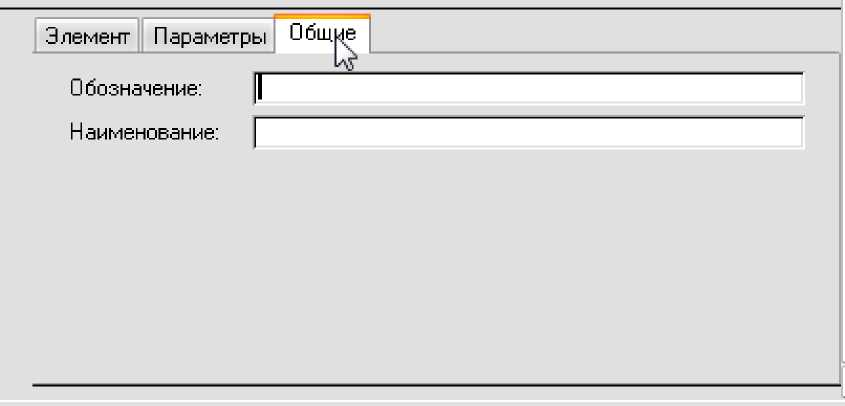 Элемент Параметры Общие
Обозначение:
Наименование: